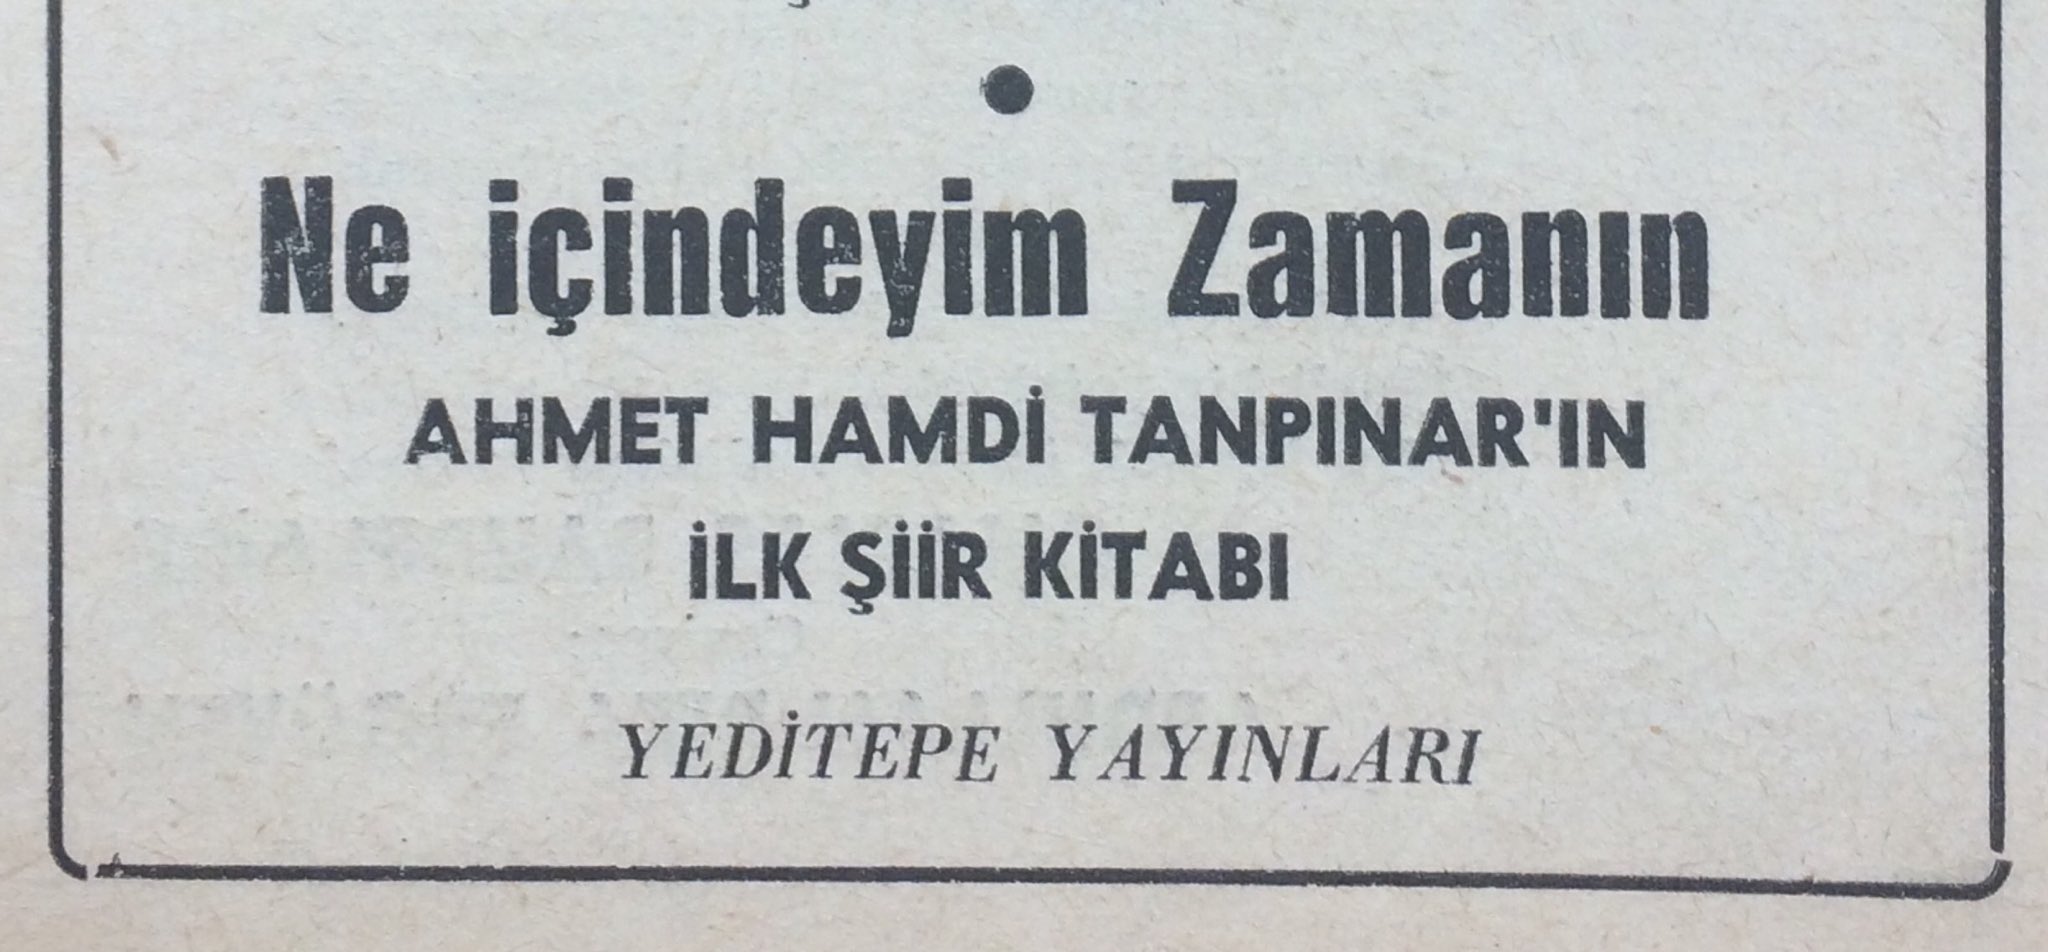 Ne içindeyim Zamanın
AHMET HAMDİ TANPINAR'IN
İLK ŞİİR KİTABI
YEDİTEPE YAYINLARI